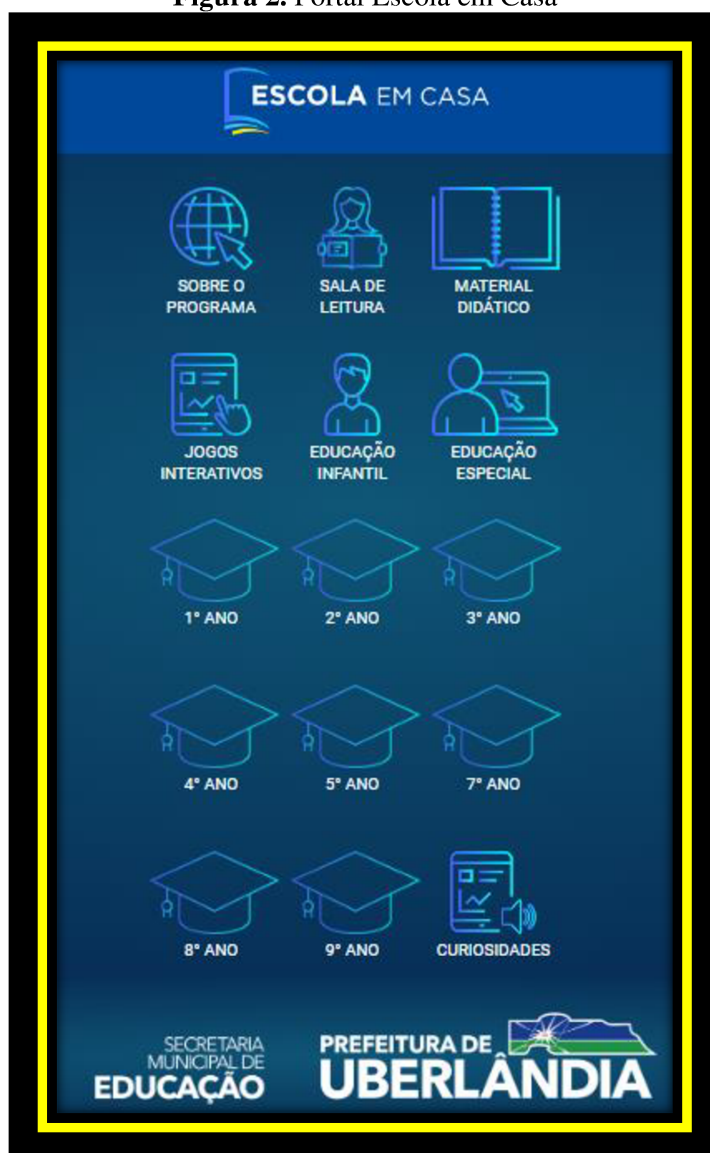 Figura 2. Portal Escola em Casa
ESCOLA EM CASA
SOBRE O
PROGRAMA
SALA DE
LEITURA
MATERIAL
DIDÁTICO
JOGOS
INTERATIVOS
EDUCAÇÃO
INFANTIL
EDUCAÇÃO
ESPECIAL
1° ANO
2° ANO
3° ANO
4° ANO
5° ANO
7° ANO
8° ANO
9° ANO
CURIOSIDADES
SECRETARIA
MUNICIPAL DE
EDUCAÇÃO
PREFEITURA DE
UBERLÂNDIA